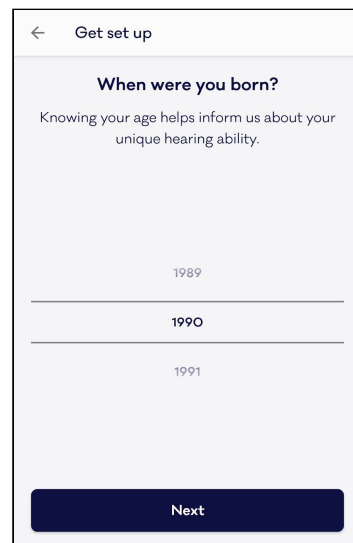 Get set up
When were you born?
Knowing your age helps inform us about your
unique hearing ability.
1989
1990
1991
Next